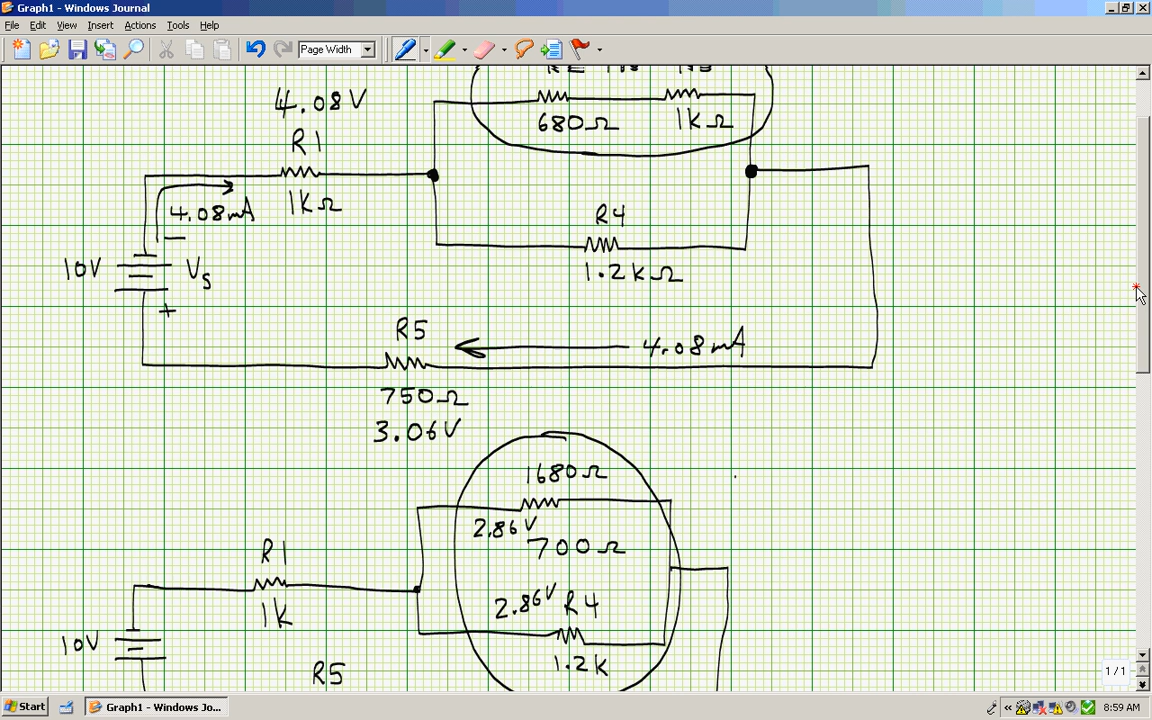 Graph1 - Windows Journal
File Edit View Insert Actions Tools Help
Page Width
4.08V
R1
1KΩ
680Ω
1KΩ
4.08mA
–
10V
Vs
+
R4
1.2KΩ
R5
4.08mA
750Ω
3.06V
1680Ω
2.86V
700Ω
R1
1K
2.86V
R4
1.2K
10V
R5
1/1
Start
Graph1 - Windows Jo...
8:59 AM